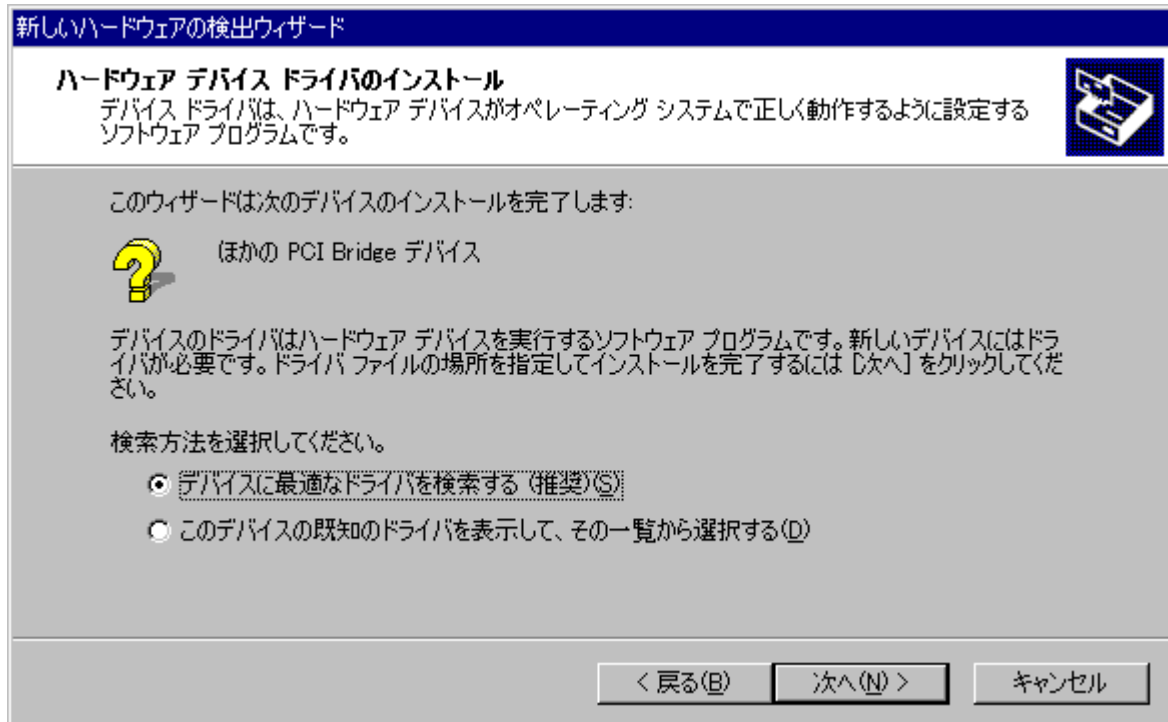 新しいハードウェアの検出ウィザード
ハードウェア デバイス ドライバのインストール
デバイス ドライバは、ハードウェア デバイスがオペレーティング システムで正しく動作するように設定する
ソフトウェア プログラムです。
このウィザードは次のデバイスのインストールを完了します:
ほかの PCI Bridge デバイス
デバイスのドライバはハードウェア デバイスを実行するソフトウェア プログラムです。新しいデバイスにはドラ
イバが必要です。ドライバ ファイルの場所を指定してインストールを完了するには [次へ] をクリックしてくだ
さい。
検索方法を選択してください。
デバイスに最適なドライバを検索する (推奨)(S)
このデバイスの既知のドライバを表示して、その一覧から選択する(D)
< 戻る(B) 次へ(N) > キャンセル